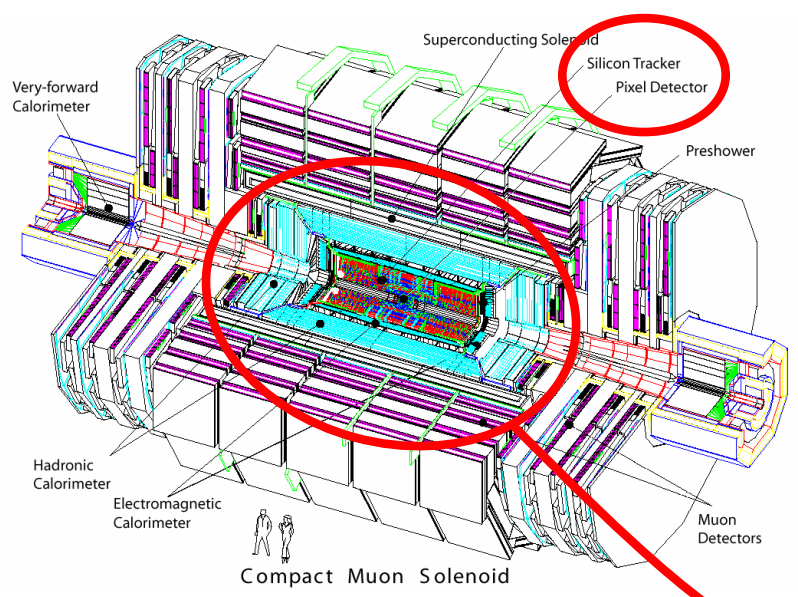 Superconducting Solenoid
Silicon Tracker
Pixel Detector
Very-forward
Calorimeter
Preshower
Hadronic
Calorimeter
Electromagnetic
Calorimeter
Muon
Detectors
Compact Muon Solenoid